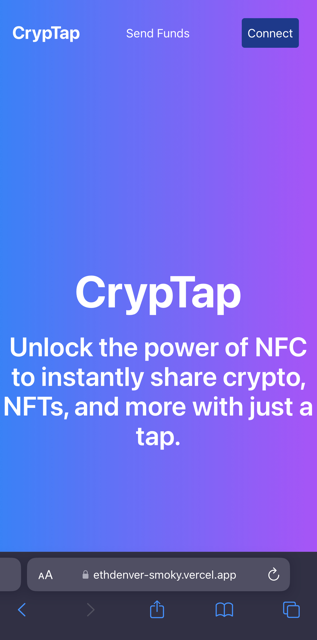 CrypTap
Send Funds
Connect
CrypTap
Unlock the power of NFC
to instantly share crypto,
NFTs, and more with just a
tap.
AA
ethdenver-smoky.vercel.app